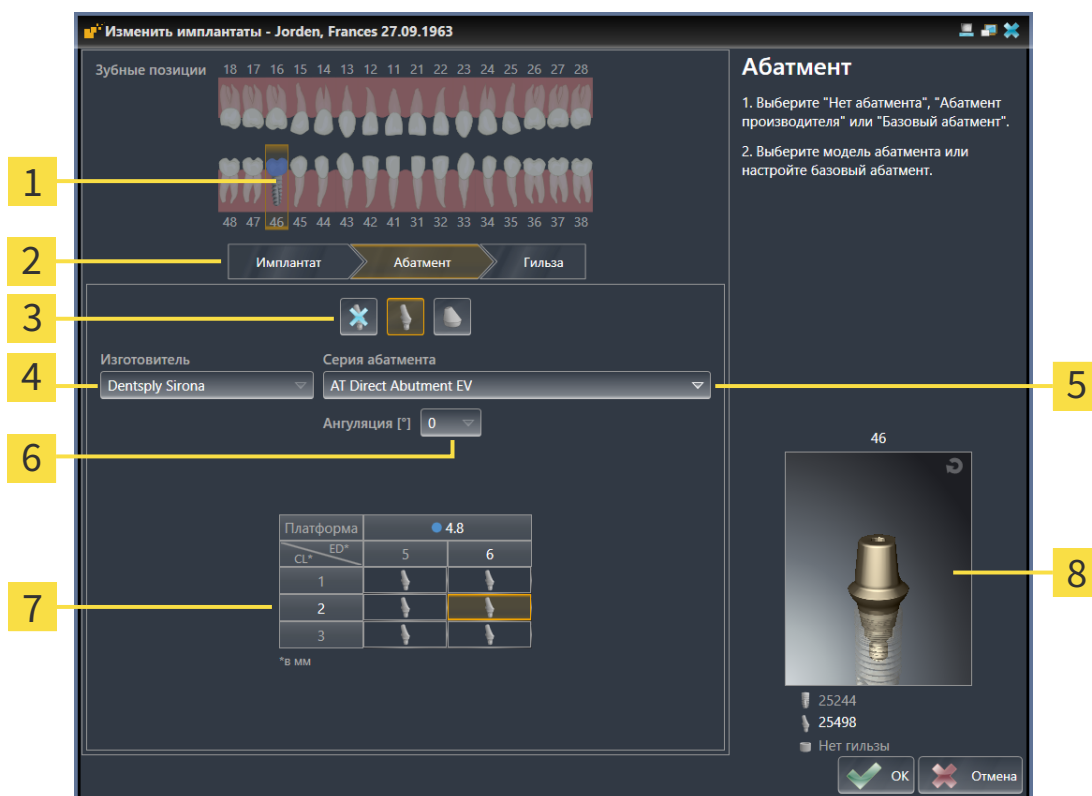 Изменить имплантаты - Jorden, Frances 27.09.1963
Зубные позиции 18 17 16 15 14 13 12 11 21 22 23 24 25 26 27 28
48 47 46 45 44 43 42 41 31 32 33 34 35 36 37 38
1
2
Имплантат Абатмент Гильза
3
Изготовитель Серия абатмента
4
Dentsply Sirona AT Direct Abutment EV
5
Ангуляция [°] 0
6
Платформа 4.8
CL* ED* 5 6
1
2
3
7
*в мм
Абатмент
1. Выберите "Нет абатмента", "Абатмент
производителя" или "Базовый абатмент".
2. Выберите модель абатмента или
настройте базовый абатмент.
46
8
25244
25498
Нет гильзы
OK Отмена